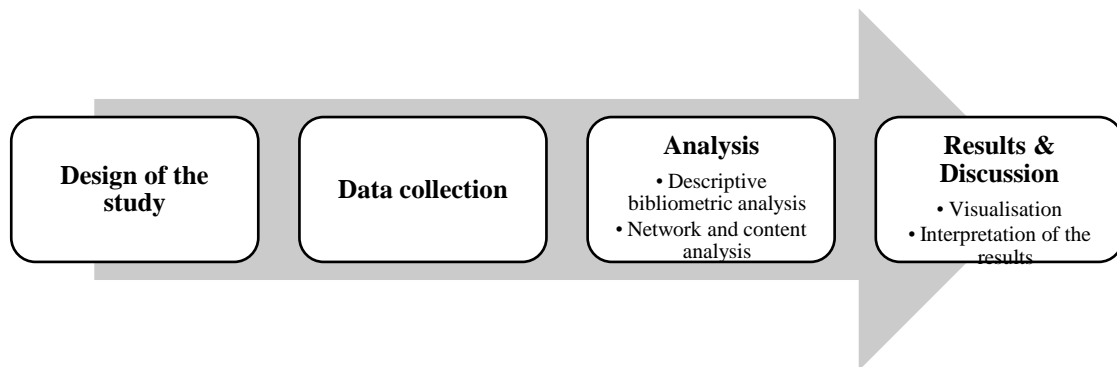 Design of the
study
Data collection
Analysis
• Descriptive
bibliometric analysis
• Network and content
analysis
Results &
Discussion
• Visualisation
• Interpretation of the
results